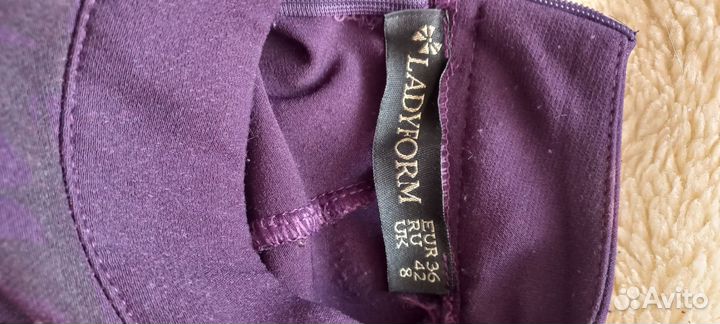 LADYFORM
EUR 36
RU 42
UK 8
Avito